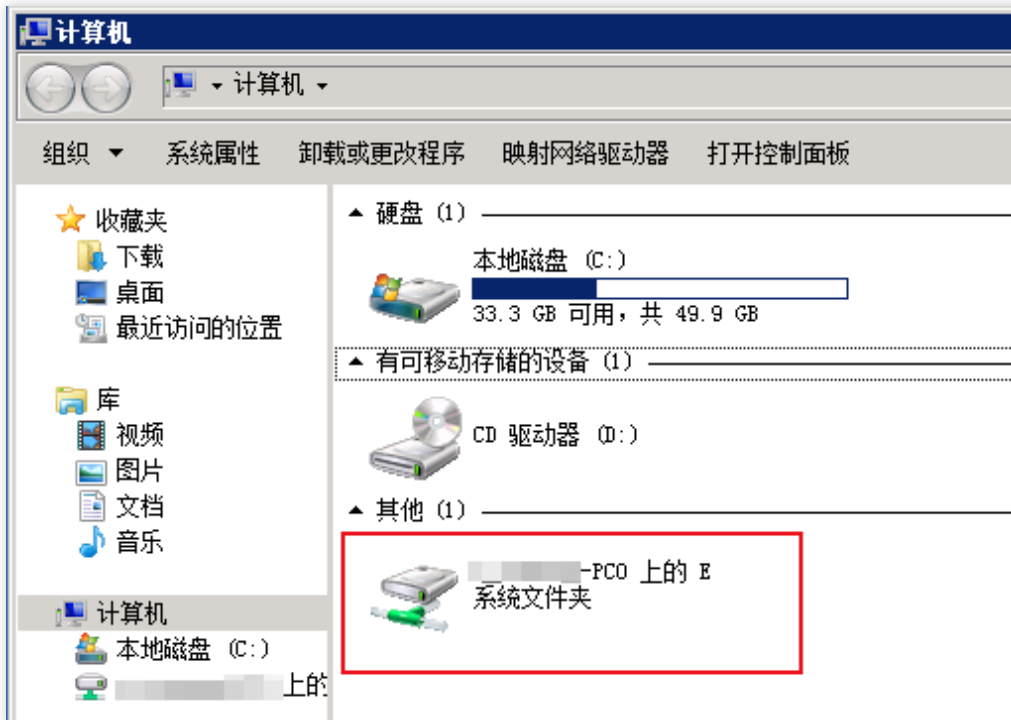 计算机
计算机
组织 系统属性 卸载或更改程序 映射网络驱动器 打开控制面板
收藏夹
下载
桌面
最近访问的位置
库
视频
图片
文档
音乐
计算机
本地磁盘 (C:)
上的
硬盘 (1)
本地磁盘 (C:)
33.3 GB 可用，共 49.9 GB
有可移动存储的设备 (1)
CD 驱动器 (D:)
其他 (1)
-PC0 上的 E
系统文件夹